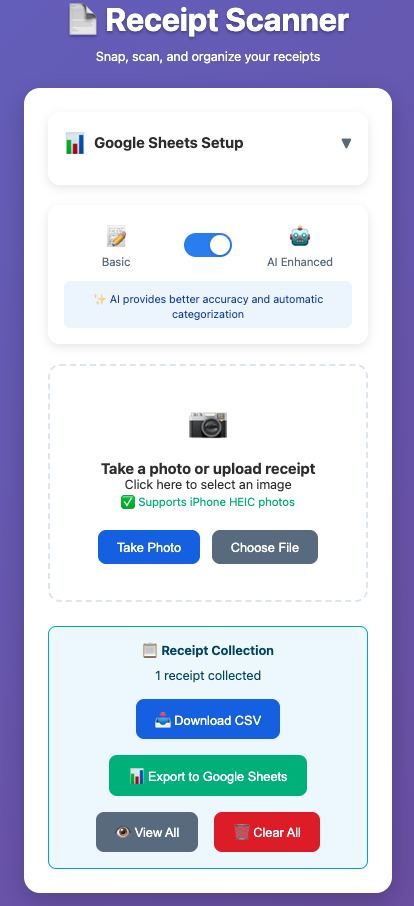 Receipt Scanner
Snap, scan, and organize your receipts
Google Sheets Setup
Basic
AI Enhanced
✨ AI provides better accuracy and automatic
categorization
Take a photo or upload receipt
Click here to select an image
✅ Supports iPhone HEIC photos
Take Photo
Choose File
Receipt Collection
1 receipt collected
Download CSV
Export to Google Sheets
View All
Clear All